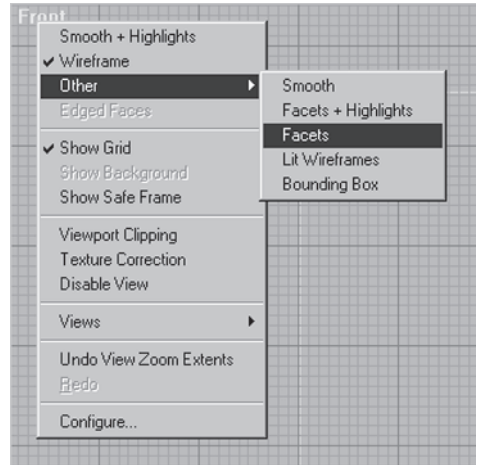 Front
Smooth + Highlights
Wireframe
Other
Edged Faces
Show Grid
Show Background
Show Safe Frame
Viewport Clipping
Texture Correction
Disable View
Views
Undo View Zoom Extents
Redo
Configure...
Smooth
Facets + Highlights
Facets
Lit Wireframes
Bounding Box